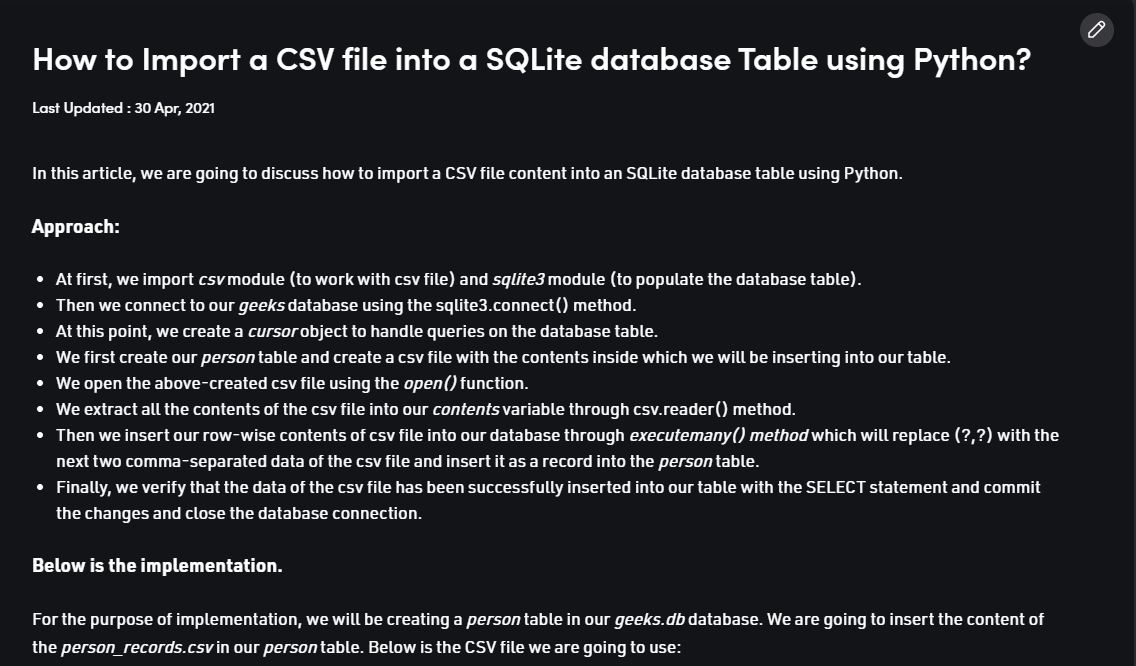 How to Import a CSV file into a SQLite database Table using Python?
Last Updated : 30 Apr, 2021
In this article, we are going to discuss how to import a CSV file content into an SQLite database table using Python.
Approach:
• At first, we import csv module (to work with csv file) and sqlite3 module (to populate the database table).
• Then we connect to our geeks database using the sqlite3.connect() method.
• At this point, we create a cursor object to handle queries on the database table.
• We first create our person table and create a csv file with the contents inside which we will be inserting into our table.
• We open the above-created csv file using the open() function.
• We extract all the contents of the csv file into our contents variable through csv.reader() method.
• Then we insert our row-wise contents of csv file into our database through executemany() method which will replace (?,?) with the
next two comma-separated data of the csv file and insert it as a record into the person table.
• Finally, we verify that the data of the csv file has been successfully inserted into our table with the SELECT statement and commit
the changes and close the database connection.
Below is the implementation.
For the purpose of implementation, we will be creating a person table in our geeks.db database. We are going to insert the content of
the person_records.csv in our person table. Below is the CSV file we are going to use: